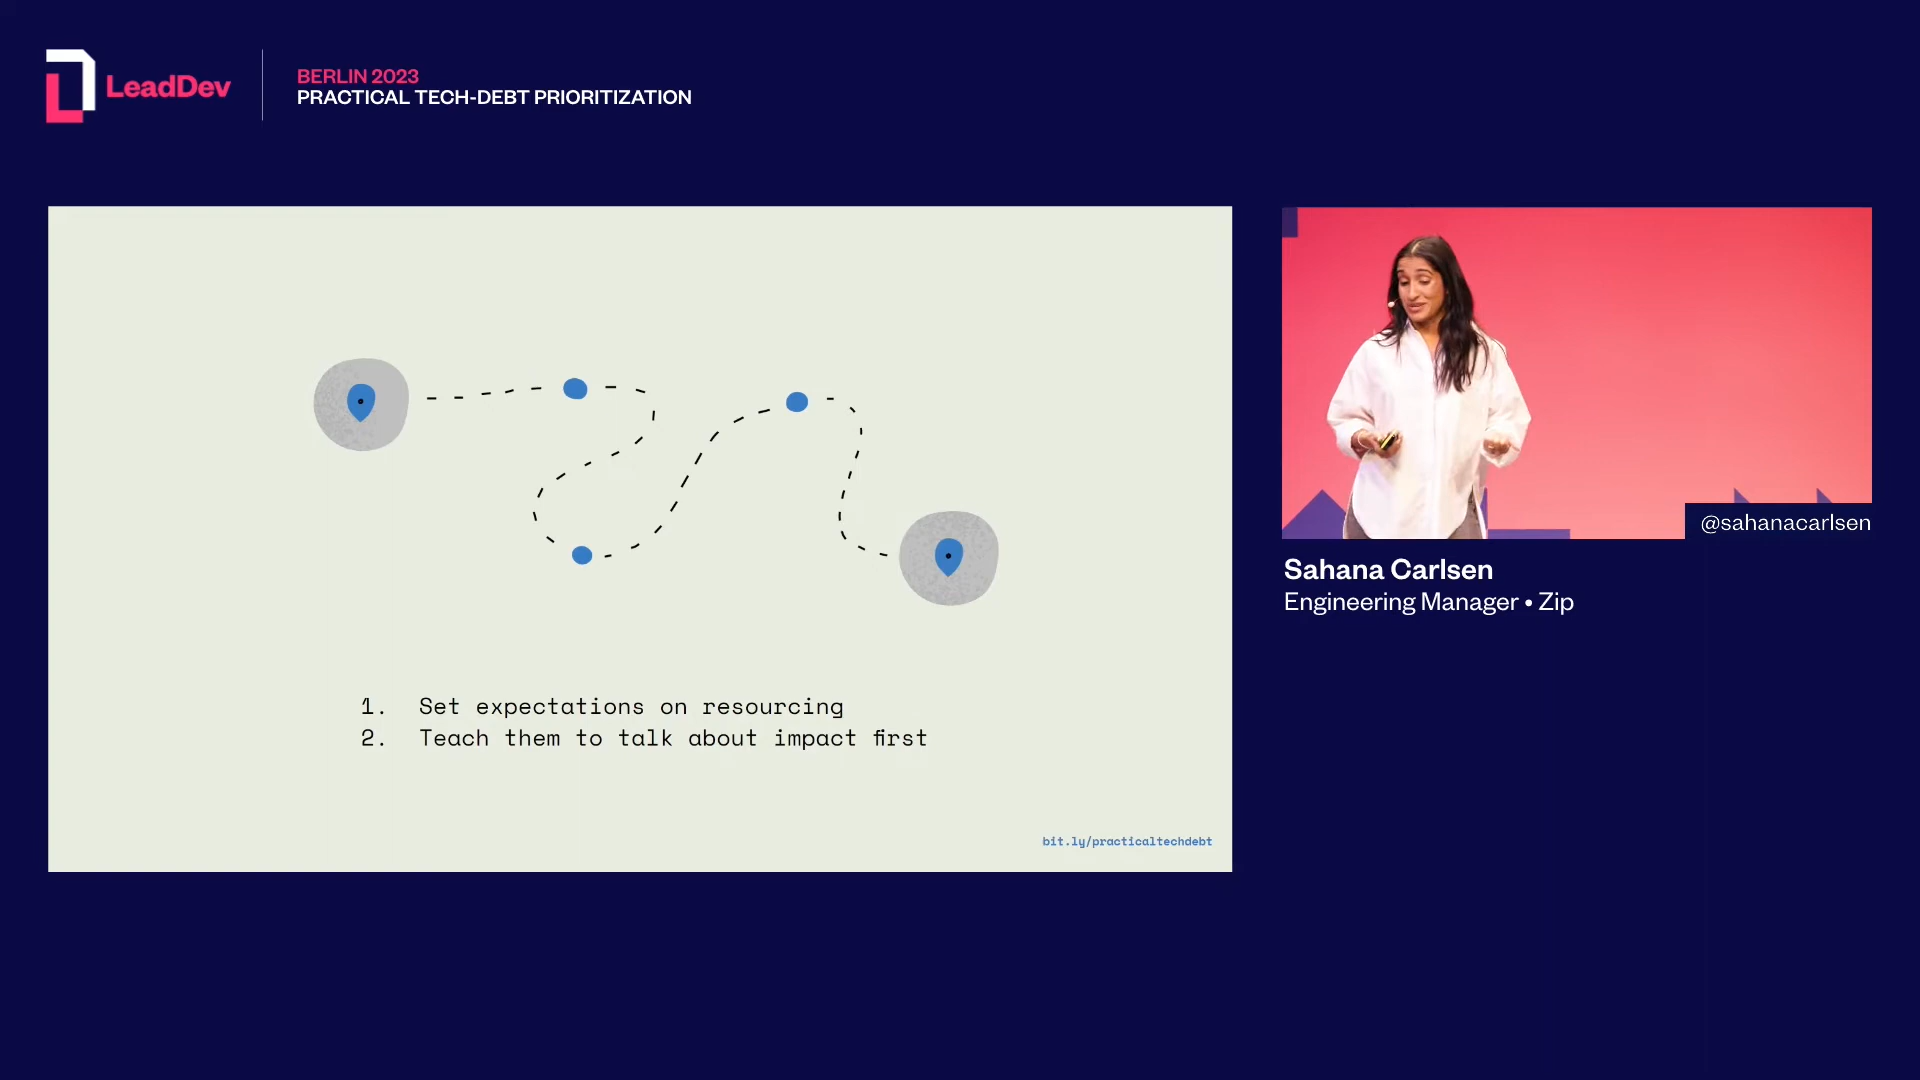 LeadDev
BERLIN 2023
PRACTICAL TECH-DEBT PRIORITIZATION
1. Set expectations on resourcing
2. Teach them to talk about impact first
bit.ly/practicaltechdebt
@sahanacarlsen
Sahana Carlsen
Engineering Manager • Zip